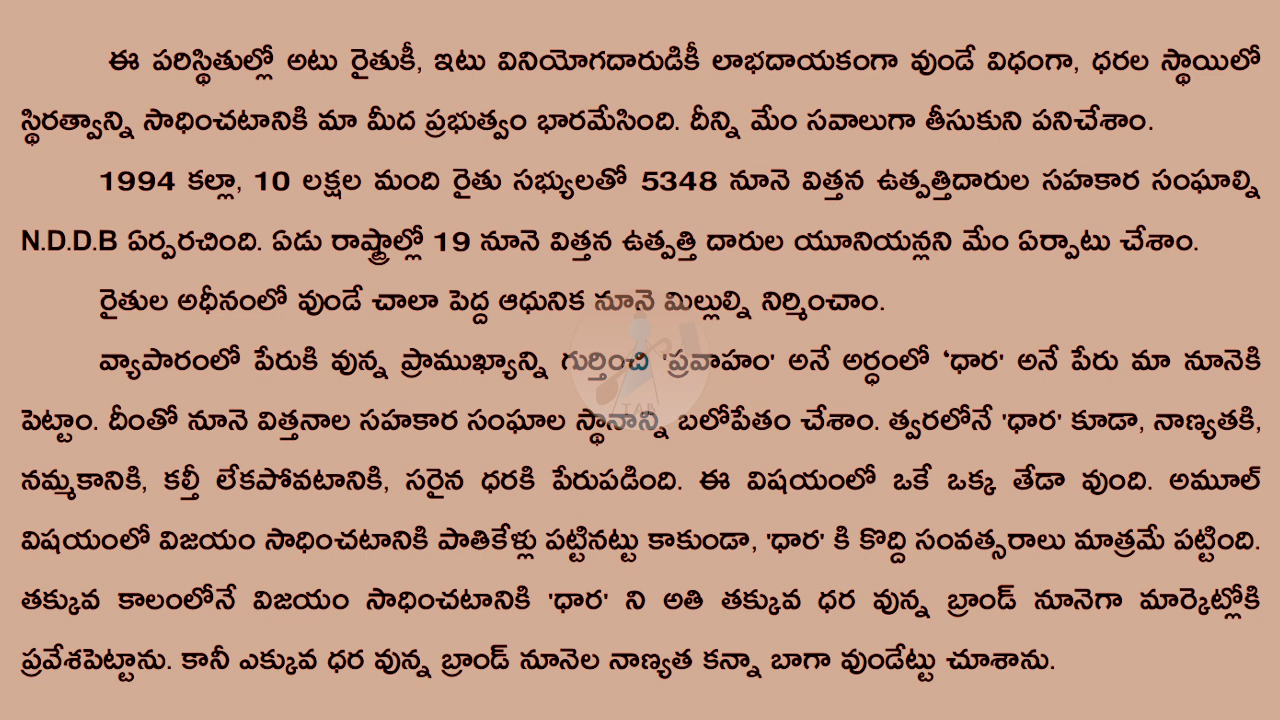 ఈ పరిస్థితుల్లో అటు రైతుకీ, ఇటు వినియోగదారుడికీ లాభదాయకంగా వుండే విధంగా, ధరల స్థాయిలో
స్థిరత్వాన్ని సాధించటానికి మా మీద ప్రభుత్వం భారమేసింది. దీన్ని మేం సవాలుగా తీసుకుని పనిచేశాం.
1994 కల్లా, 10 లక్షల మంది రైతు సభ్యులతో 5348 నూనె విత్తన ఉత్పత్తిదారుల సహకార సంఘాల్ని
N.D.D.B ఏర్పరచింది. ఏడు రాష్ట్రాల్లో 19 నూనె విత్తన ఉత్పత్తి దారుల యూనియన్లని మేం ఏర్పాటు చేశాం.
రైతుల అధీనంలో వుండే చాలా పెద్ద ఆధునిక నూనె మిల్లుల్ని నిర్మించాం.
వ్యాపారంలో పేరుకి వున్న ప్రాముఖ్యాన్ని గుర్తించి 'ప్రవాహం' అనే అర్ధంలో ‘ధార' అనే పేరు మా నూనెకి
పెట్టాం. దీంతో నూనె విత్తనాల సహకార సంఘాల స్థానాన్ని బలోపేతం చేశాం. త్వరలోనే 'ధార' కూడా, నాణ్యతకి,
నమ్మకానికి, కల్తీ లేకపోవటానికి, సరైన ధరకి పేరుపడింది. ఈ విషయంలో ఒకే ఒక్క తేడా వుంది. అమూల్
విషయంలో విజయం సాధించటానికి పాతికేళ్లు పట్టినట్టు కాకుండా, 'ధార' కి కొద్ది సంవత్సరాలు మాత్రమే పట్టింది.
తక్కువ కాలంలోనే విజయం సాధించటానికి 'ధార' ని అతి తక్కువ ధర వున్న బ్రాండ్ నూనెగా మార్కెట్లోకి
ప్రవేశపెట్టాను. కానీ ఎక్కువ ధర వున్న బ్రాండ్ నూనెల నాణ్యత కన్నా బాగా వుండేట్టు చూశాను.